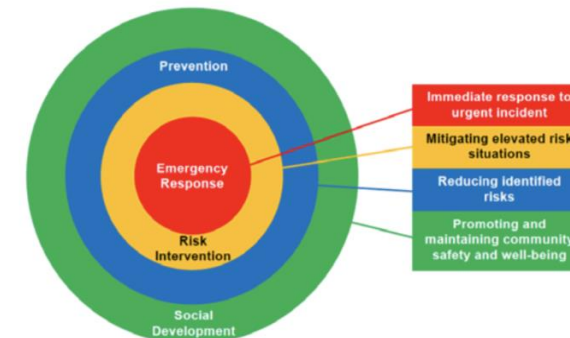 Prevention
Emergency
Response
Risk
Intervention
Social
Development
Immediate response to
urgent incident
Mitigating elevated risk
situations
Reducing identified
risks
Promoting and
maintaining community
safety and well-being